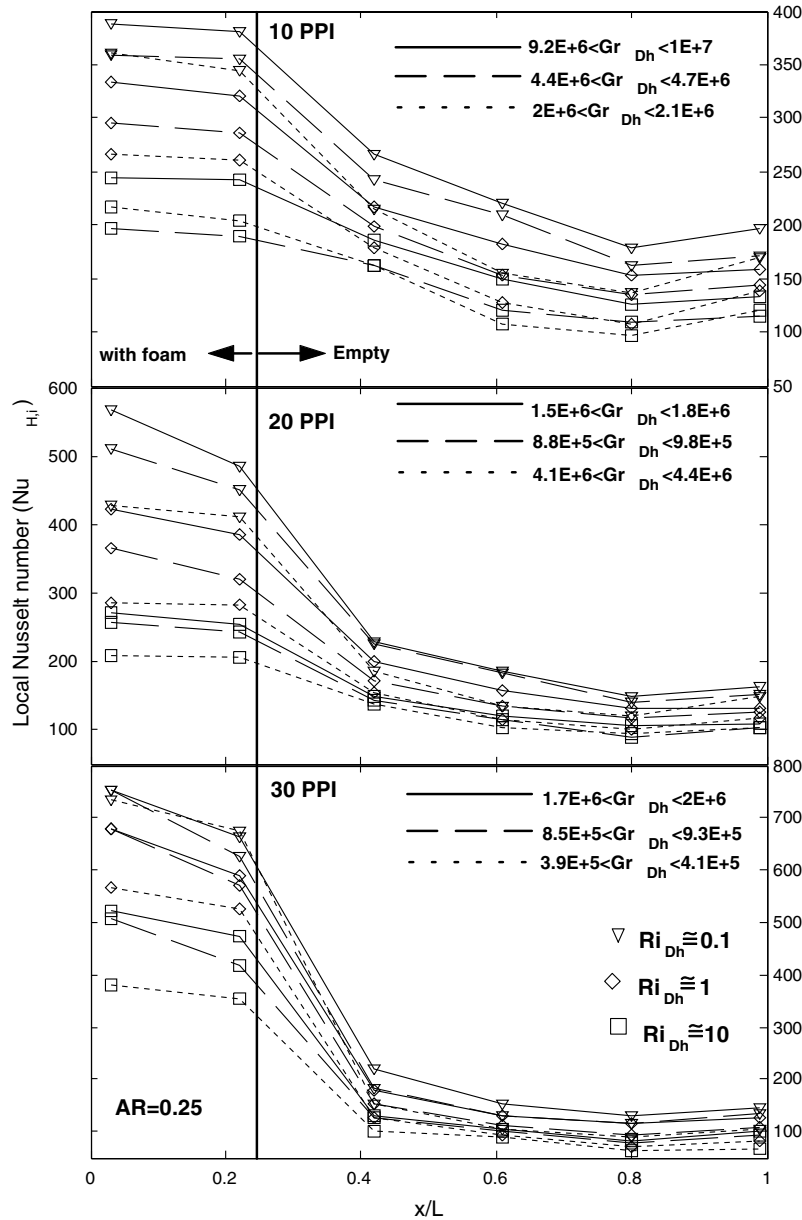 10 PPI
9.2E+6<Gr Dh <1E+7
4.4E+6<Gr Dh <4.7E+6
2E+6<Gr Dh <2.1E+6
with foam
Empty
400
350
300
250
200
150
100
50
20 PPI
1.5E+6<Gr Dh <1.8E+6
8.8E+5<Gr Dh <9.8E+5
4.1E+6<Gr Dh <4.4E+6
600
500
400
300
200
100
Local Nusselt number (Nu H,i )
30 PPI
1.7E+6<Gr Dh <2E+6
8.5E+5<Gr Dh <9.3E+5
3.9E+5<Gr Dh <4.1E+5
Ri Dh ≅0.1
Ri Dh ≅1
Ri Dh ≅10
AR=0.25
800
700
600
500
400
300
200
100
0 0.2 0.4 0.6 0.8 1
x/L